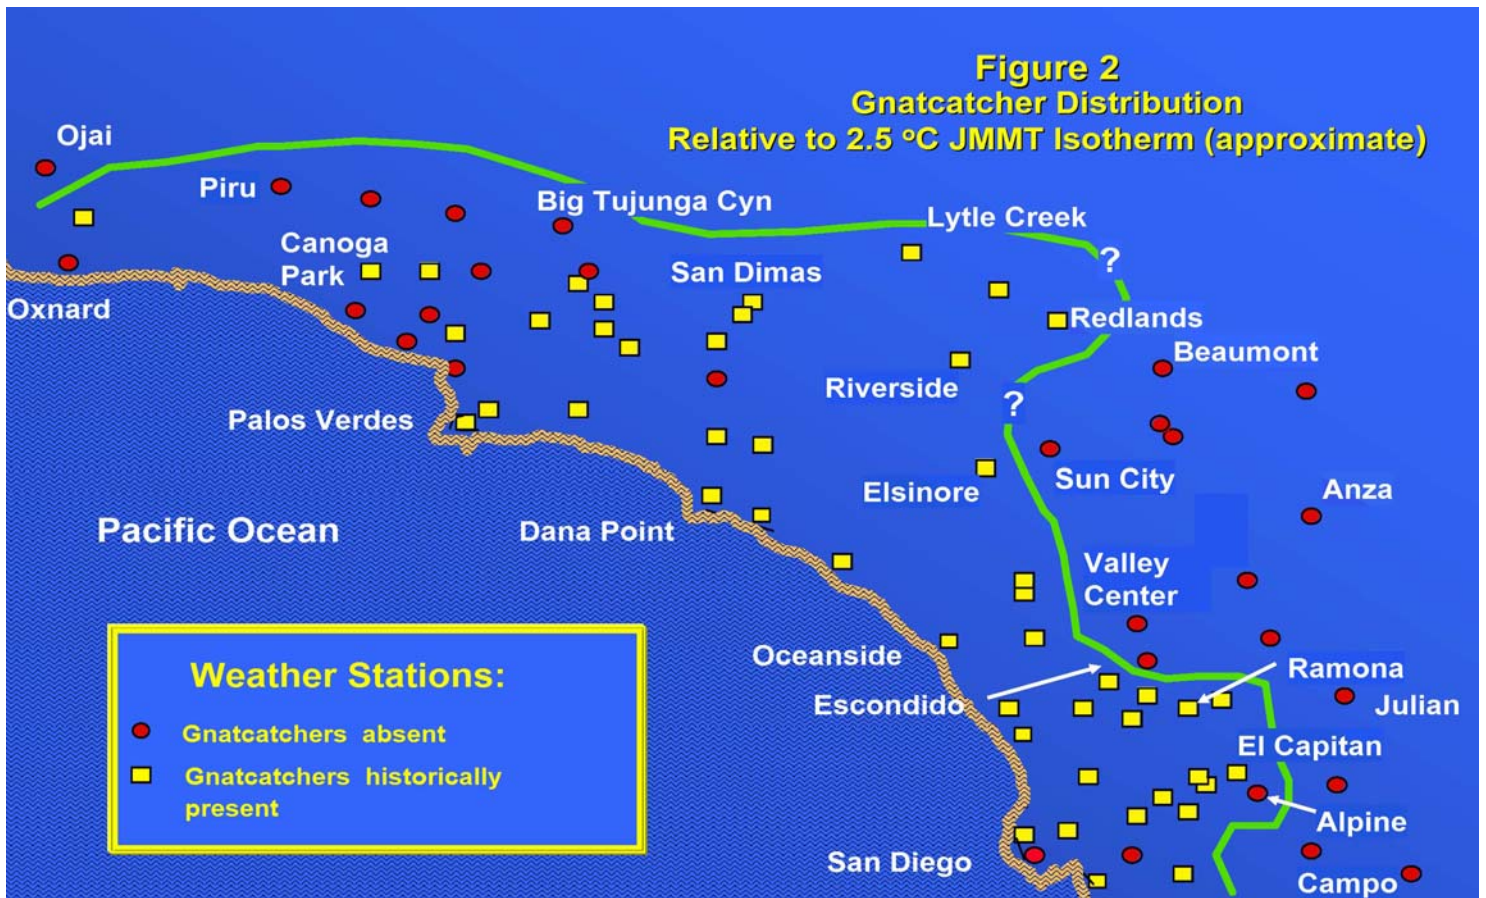 Figure 2
Gnatcatcher Distribution
Relative to 2.5 ºC JMMT Isotherm (approximate)
Ojai
Piru
Big Tujunga Cyn
Lytle Creek
Canoga
Park
San Dimas
?
Oxnard
Redlands
Beaumont
Riverside
?
Palos Verdes
Sun City
Elsinore
Anza
Pacific Ocean
Dana Point
Valley
Center
Oceanside
Ramona
Escondido
Julian
El Capitan
Alpine
San Diego
Campo
Weather Stations:
Gnatcatchers absent
Gnatcatchers historically
present